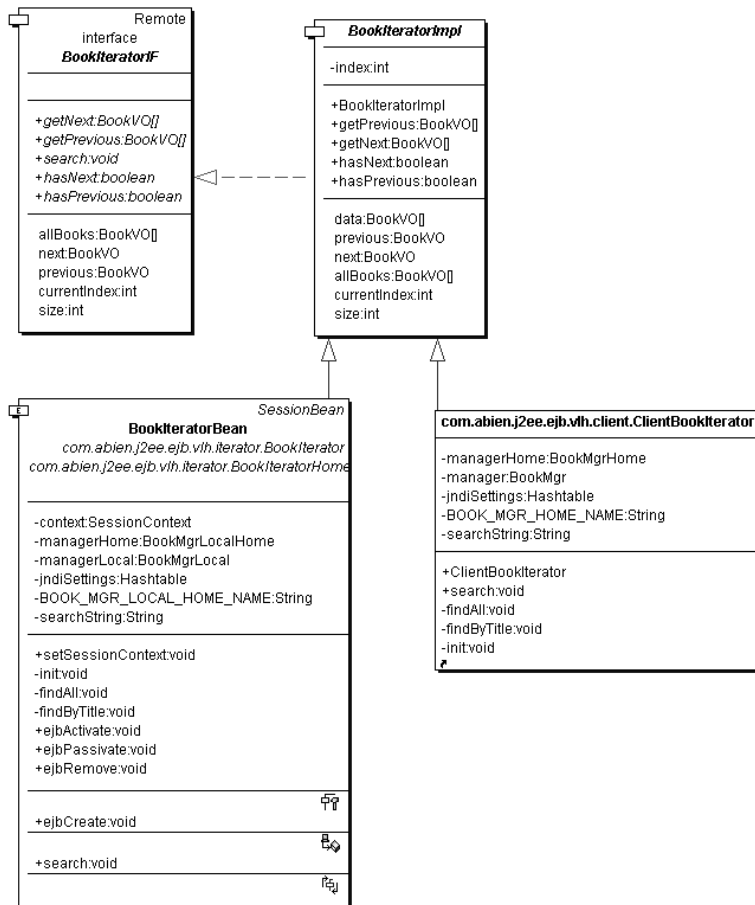 Remote
interface
BookIteratorIF
+getNext:BookVO[]
+getPrevious:BookVO[]
+search:void
+hasNext:boolean
+hasPrevious:boolean
allBooks:BookVO[]
next:BookVO
previous:BookVO
currentIndex:int
size:int
BookIteratorImpl
-index:int
+BookIteratorImpl
+getPrevious:BookVO[]
+getNext:BookVO[]
+hasNext:boolean
+hasPrevious:boolean
data:BookVO[]
previous:BookVO
next:BookVO
allBooks:BookVO[]
currentIndex:int
size:int
E
SessionBean
BookIteratorBean
com.abien.j2ee.ejb.vlh.iterator.BookIterator
com.abien.j2ee.ejb.vlh.iterator.BookIteratorHome
-context:SessionContext
-managerHome:BookMgrLocalHome
-managerLocal:BookMgrLocal
-jndiSettings:Hashtable
-BOOK_MGR_LOCAL_HOME_NAME:String
-searchString:String
+setSessionContext:void
-init:void
-findAll:void
-findByTitle:void
+ejbActivate:void
+ejbPassivate:void
+ejbRemove:void
+ejbCreate:void
+search:void
com.abien.j2ee.ejb.vlh.client.ClientBookIterator
-managerHome:BookMgrHome
-manager:BookMgr
-jndiSettings:Hashtable
-BOOK_MGR_HOME_NAME:String
-searchString:String
+ClientBookIterator
+search:void
-findAll:void
-findByTitle:void
-init:void